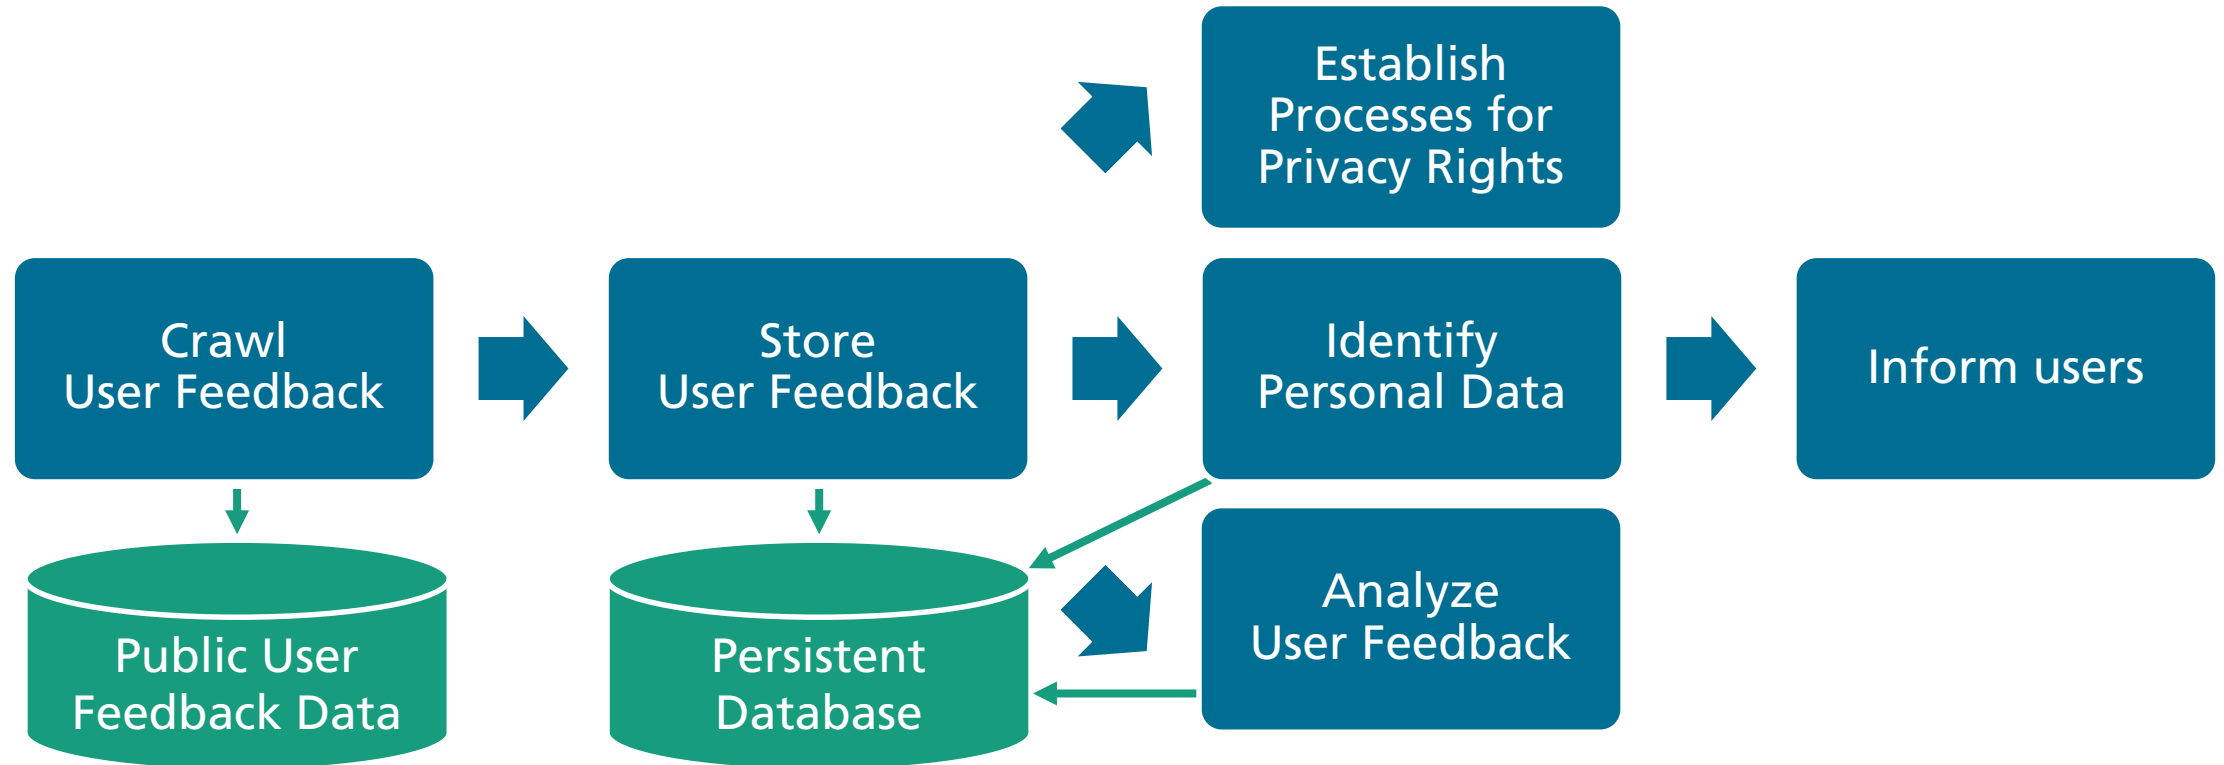 Establish
Processes for
Privacy Rights
Crawl
User Feedback
Store
User Feedback
Identify
Personal Data
Inform users
Analyze
User Feedback
Public User
Feedback Data
Persistent
Database